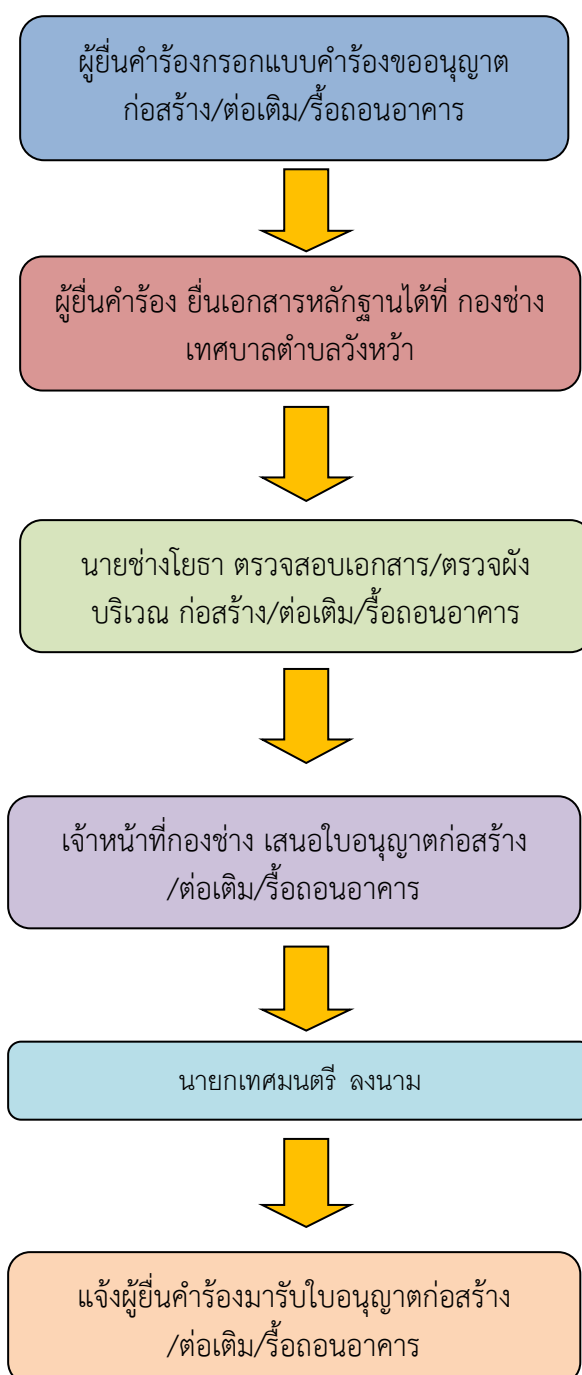 ผู้ยื่นคำร้องกรอกแบบคำร้องขออนุญาต
ก่อสร้าง/ต่อเติม/รื้อถอนอาคาร
ผู้ยื่นคำร้อง ยื่นเอกสารหลักฐานได้ที่ กองช่าง
เทศบาลตำบลวังหว้า
นายช่างโยธา ตรวจสอบเอกสาร/ตรวจผัง
บริเวณ ก่อสร้าง/ต่อเติม/รื้อถอนอาคาร
เจ้าหน้าที่กองช่าง เสนอใบอนุญาตก่อสร้าง
/ต่อเติม/รื้อถอนอาคาร
นายกเทศมนตรี ลงนาม
แจ้งผู้ยื่นคำร้องมารับใบอนุญาตก่อสร้าง
/ต่อเติม/รื้อถอนอาคาร